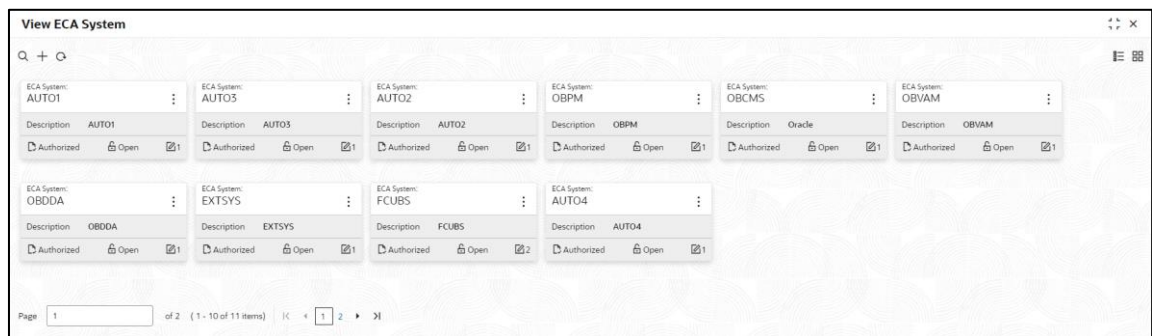 View ECA System
ECA System: ECA System: ECA System: ECA System: ECA System: ECA System:
AUTO1 AUTO3 AUTO2 OBPM OBCMS OBVAM
Description AUTO1 Description AUTO3 Description AUTO2 Description OBPM Description Oracle Description OBVAM
Authorized Open 1 Authorized Open 1 Authorized Open 1 Authorized Open 1 Authorized Open 1 Authorized Open 1
ECA System: ECA System: ECA System: ECA System:
OBDDA EXTSYS FCUBS AUTO4
Description OBDDA Description EXTSYS Description FCUBS Description AUTO4
Authorized Open 1 Authorized Open 1 Authorized Open 2 Authorized Open 1
Page 1 of 2 (1 - 10 of 11 items) 1 2